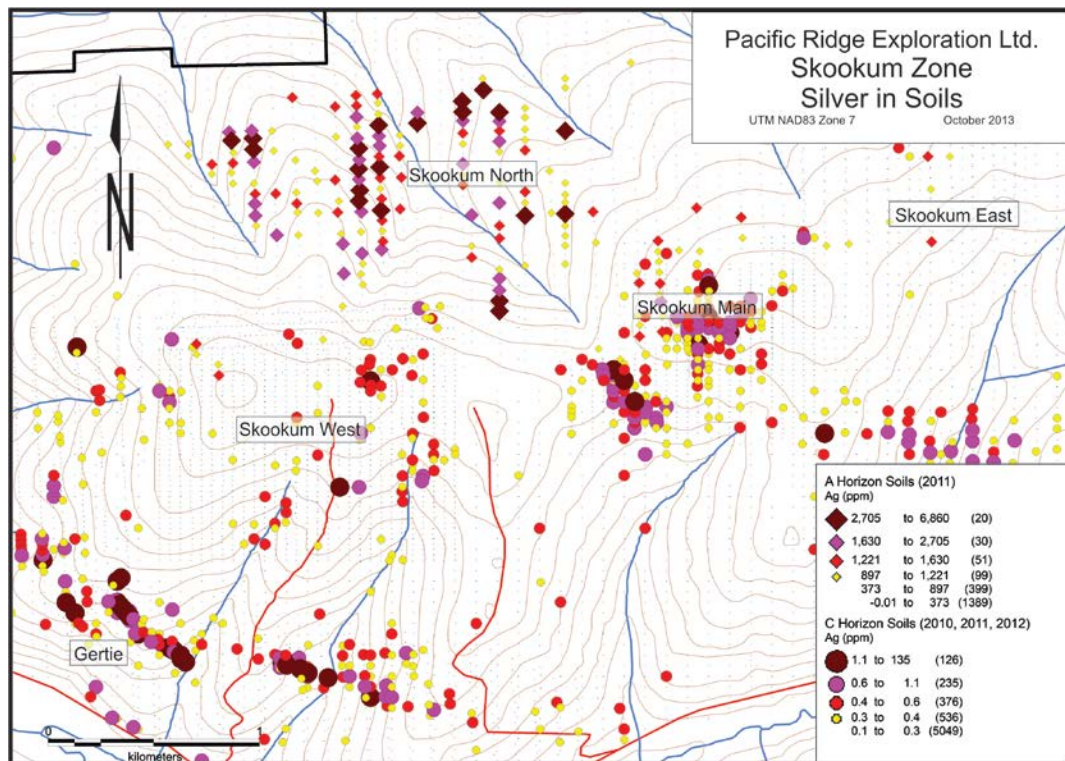 Pacific Ridge Exploration Ltd.
Skookum Zone
Silver in Soils
UTM NAD83 Zone 7 October 2013
N
Skookum North
Skookum East
Skookum Main
Skookum West
Gertie
A Horizon Soils (2011)
Ag (ppm)
2,705 to 6,860 (20)
1,630 to 2,705 (30)
1,221 to 1,630 (51)
897 to 1,221 (99)
373 to 897 (399)
-0.01 to 373 (1389)
C Horizon Soils (2010, 2011, 2012)
Ag (ppm)
1.1 to 135 (126)
0.6 to 1.1 (235)
0.4 to 0.6 (376)
0.3 to 0.4 (536)
0.1 to 0.3 (5049)
0 1
kilometers